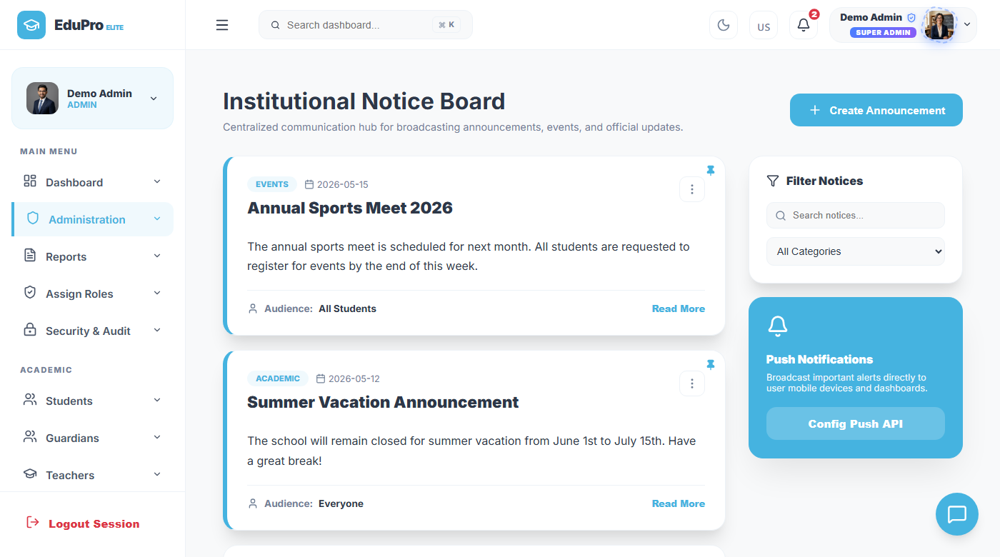 EduPro ELITE
Search dashboard...
⌘ K
US
2
Demo Admin
SUPER ADMIN
Demo Admin
ADMIN
MAIN MENU
Dashboard
Administration
Reports
Assign Roles
Security & Audit
ACADEMIC
Students
Guardians
Teachers
Logout Session
Institutional Notice Board
Centralized communication hub for broadcasting announcements, events, and official updates.
Create Announcement
EVENTS
2026-05-15
Annual Sports Meet 2026
The annual sports meet is scheduled for next month. All students are requested to
register for events by the end of this week.
Audience: All Students
Read More
ACADEMIC
2026-05-12
Summer Vacation Announcement
The school will remain closed for summer vacation from June 1st to July 15th. Have
a great break!
Audience: Everyone
Read More
Filter Notices
Search notices...
All Categories
Push Notifications
Broadcast important alerts directly to
user mobile devices and dashboards.
Config Push API